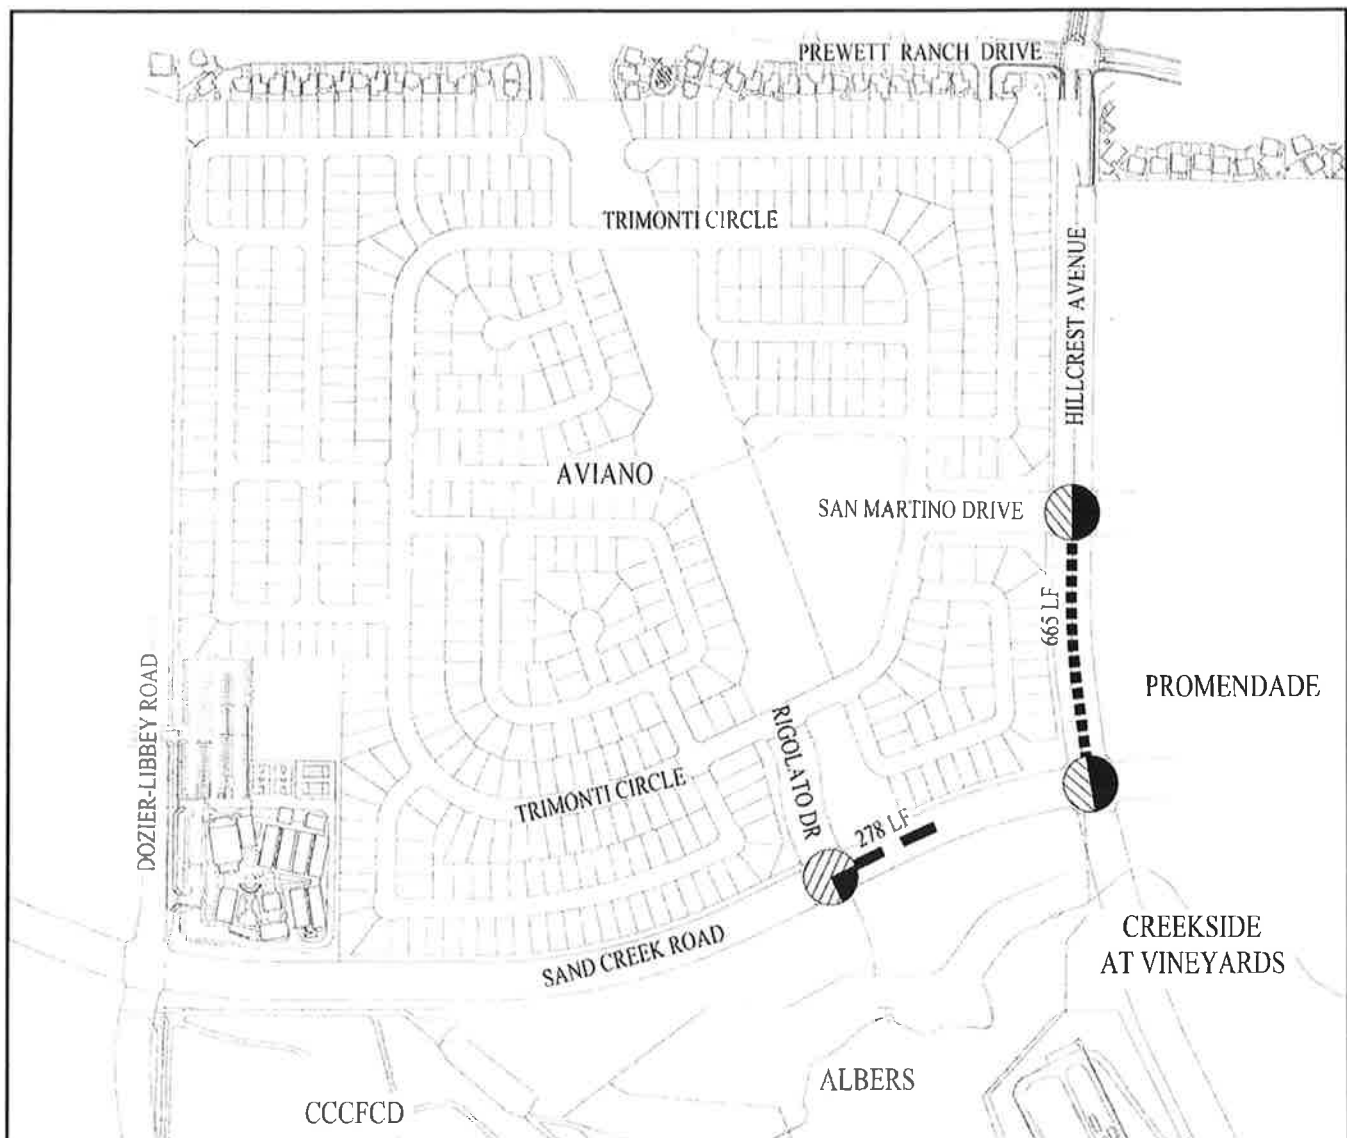 PREWETT RANCH DRIVE
TRIMONTI CIRCLE
HILLCREST AVENUE
AVIANO
SAN MARTINO DRIVE
665 LF
DOZIER-LIBBEY ROAD
PROMENDADE
RIGOLATO DR
TRIMONTI CIRCLE
278 LF
SAND CREEK ROAD
CREEKSIDE
AT VINEYARDS
ALBERS
CCCFCD